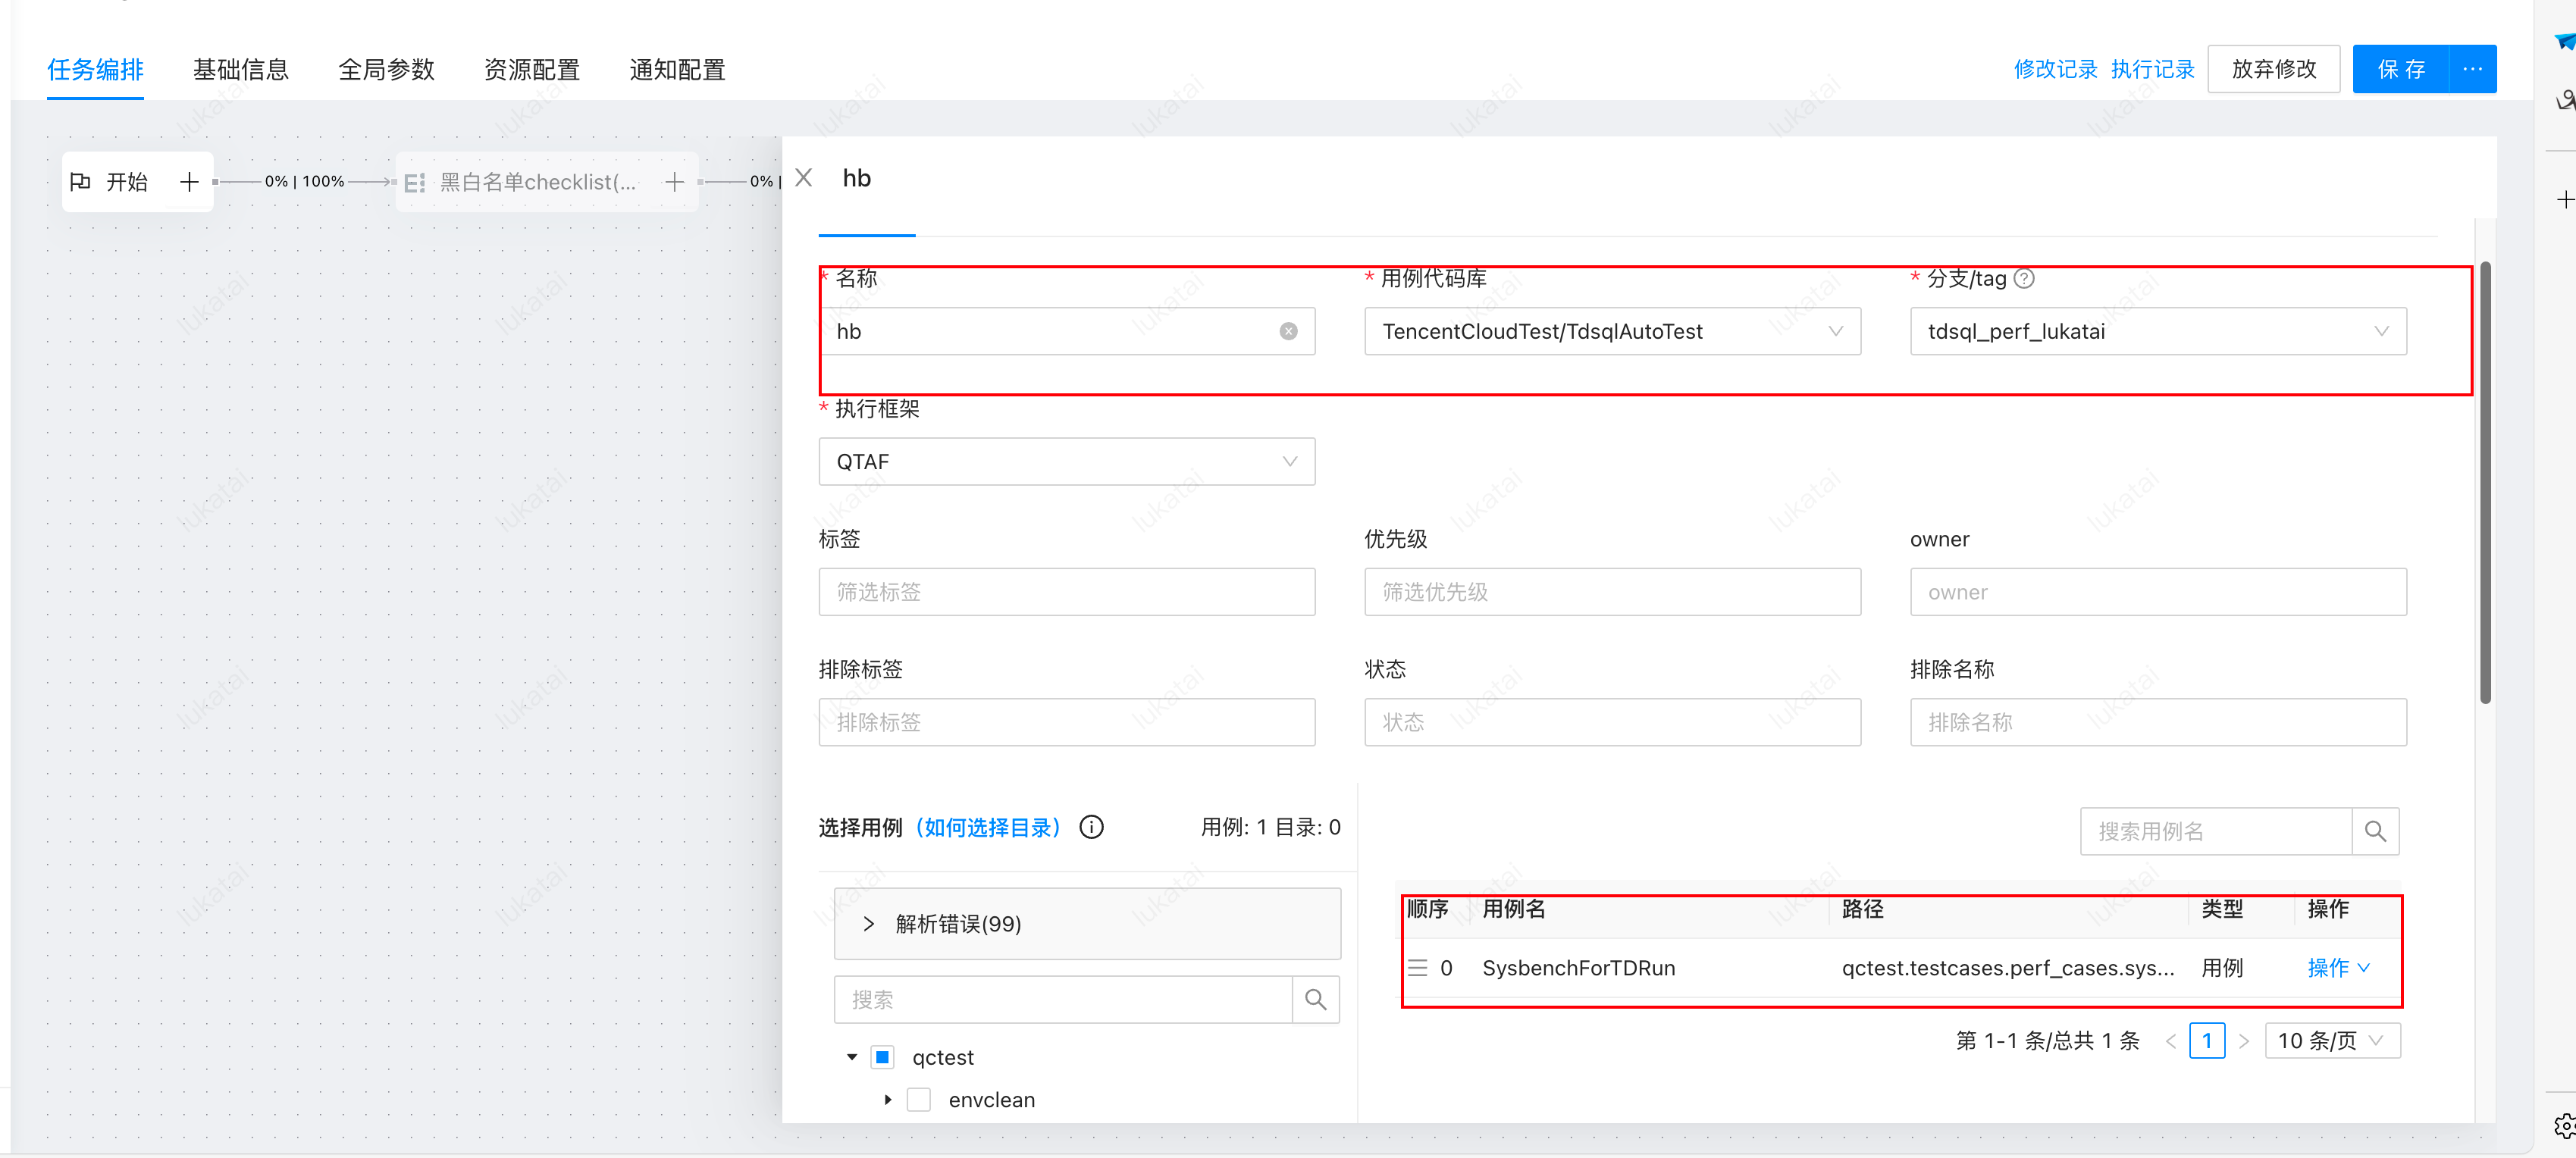 任务编排 基础信息 全局参数 资源配置 通知配置 修改记录 执行记录 放弃修改 保 存 ···
开始 0% | 100% 黑白名单checklist(... 0% |
hb
* 名称 * 用例代码库 * 分支/tag
hb TencentCloudTest/TdsqlAutoTest tdsql_perf_lukatai
* 执行框架
QTAF
标签 优先级 owner
筛选标签 筛选优先级 owner
排除标签 状态 排除名称
排除标签 状态 排除名称
选择用例（如何选择目录） 用例: 1 目录: 0
搜索用例名
解析错误(99)
顺序 用例名 路径 类型 操作
0 SysbenchForTDRun qctest.testcases.perf_cases.sys... 用例 操作
搜索
第 1-1 条/总共 1 条 < 1 > 10 条/页
qctest
envclean
lukatai